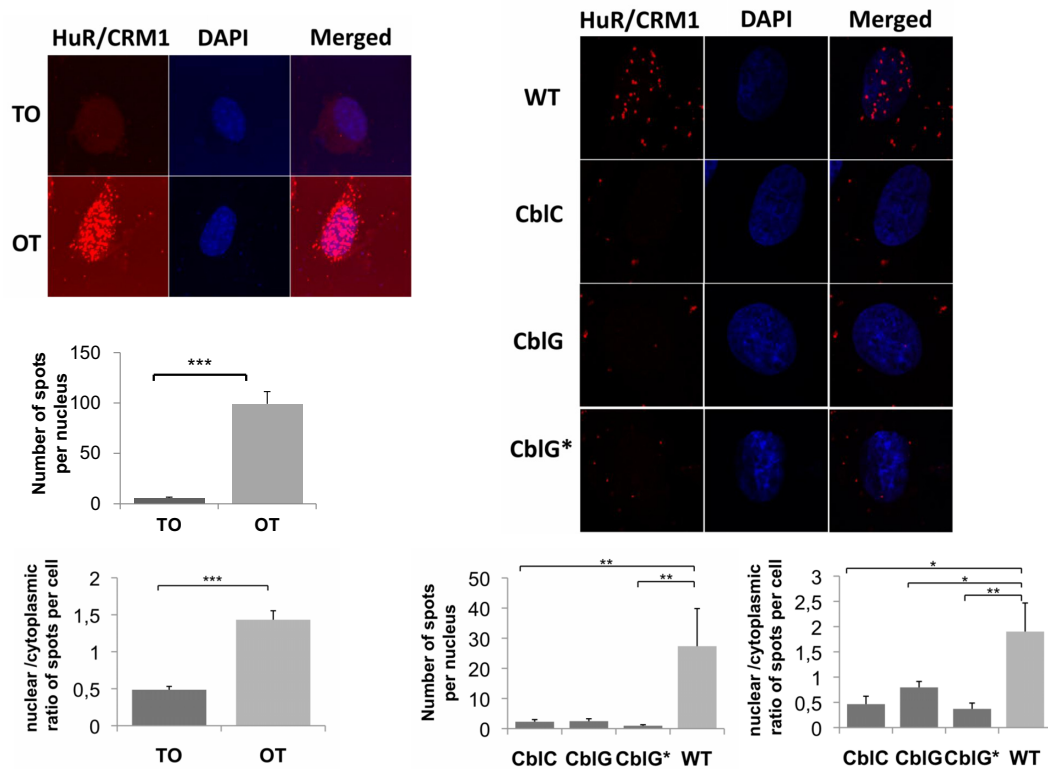 HuR/CRM1 DAPI Merged
TO
OT
HuR/CRM1 DAPI Merged
WT
CblC
CblG
CblG*
Number of spots
per nucleus
150
100
50
0
***
TO OT
nuclear /cytoplasmic
ratio of spots per cell
2
1,5
1
0,5
0
***
TO OT
Number of spots
per nucleus
50
40
30
20
10
0
**
**
CblC CblG CblG* WT
nuclear /cytoplasmic
ratio of spots per cell
3
2,5
2
1,5
1
0,5
0
*
*
**
CblC CblG CblG* WT